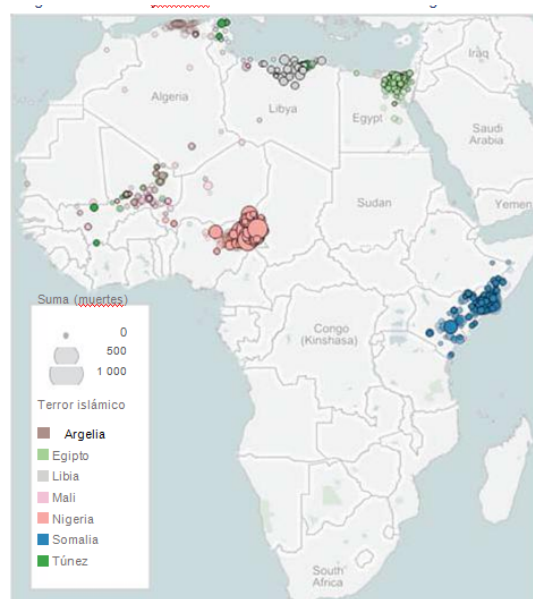 Iraq
Algeria
Libya
Egypt
Saudi
Arabia
Sudan
Yemen
Suma (muertes)
0
500
1 000
Congo
(Kinshasa)
Terror islámico
Argelia
Egipto
Libia
Mali
Nigeria
Somalia
Túnez
South
Africa